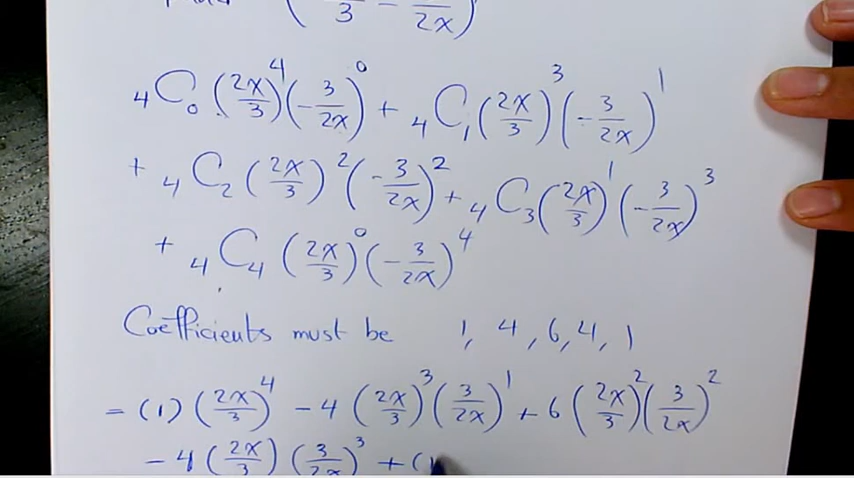 (   3 -   2x)
₄C₀ (2x/3)⁴ (-3/2x)⁰ + ₄C₁ (2x/3)³ (-3/2x)¹
+ ₄C₂ (2x/3)² (-3/2x)² + ₄C₃ (2x/3)¹ (-3/2x)³
+ ₄C₄ (2x/3)⁰ (-3/2x)⁴
Coefficients must be 1, 4, 6, 4, 1
= (1) (2x/3)⁴ - 4 (2x/3)³ (3/2x)¹ + 6 (2x/3)² (3/2x)²
- 4 (2x/3) (3/2x)³ + (1